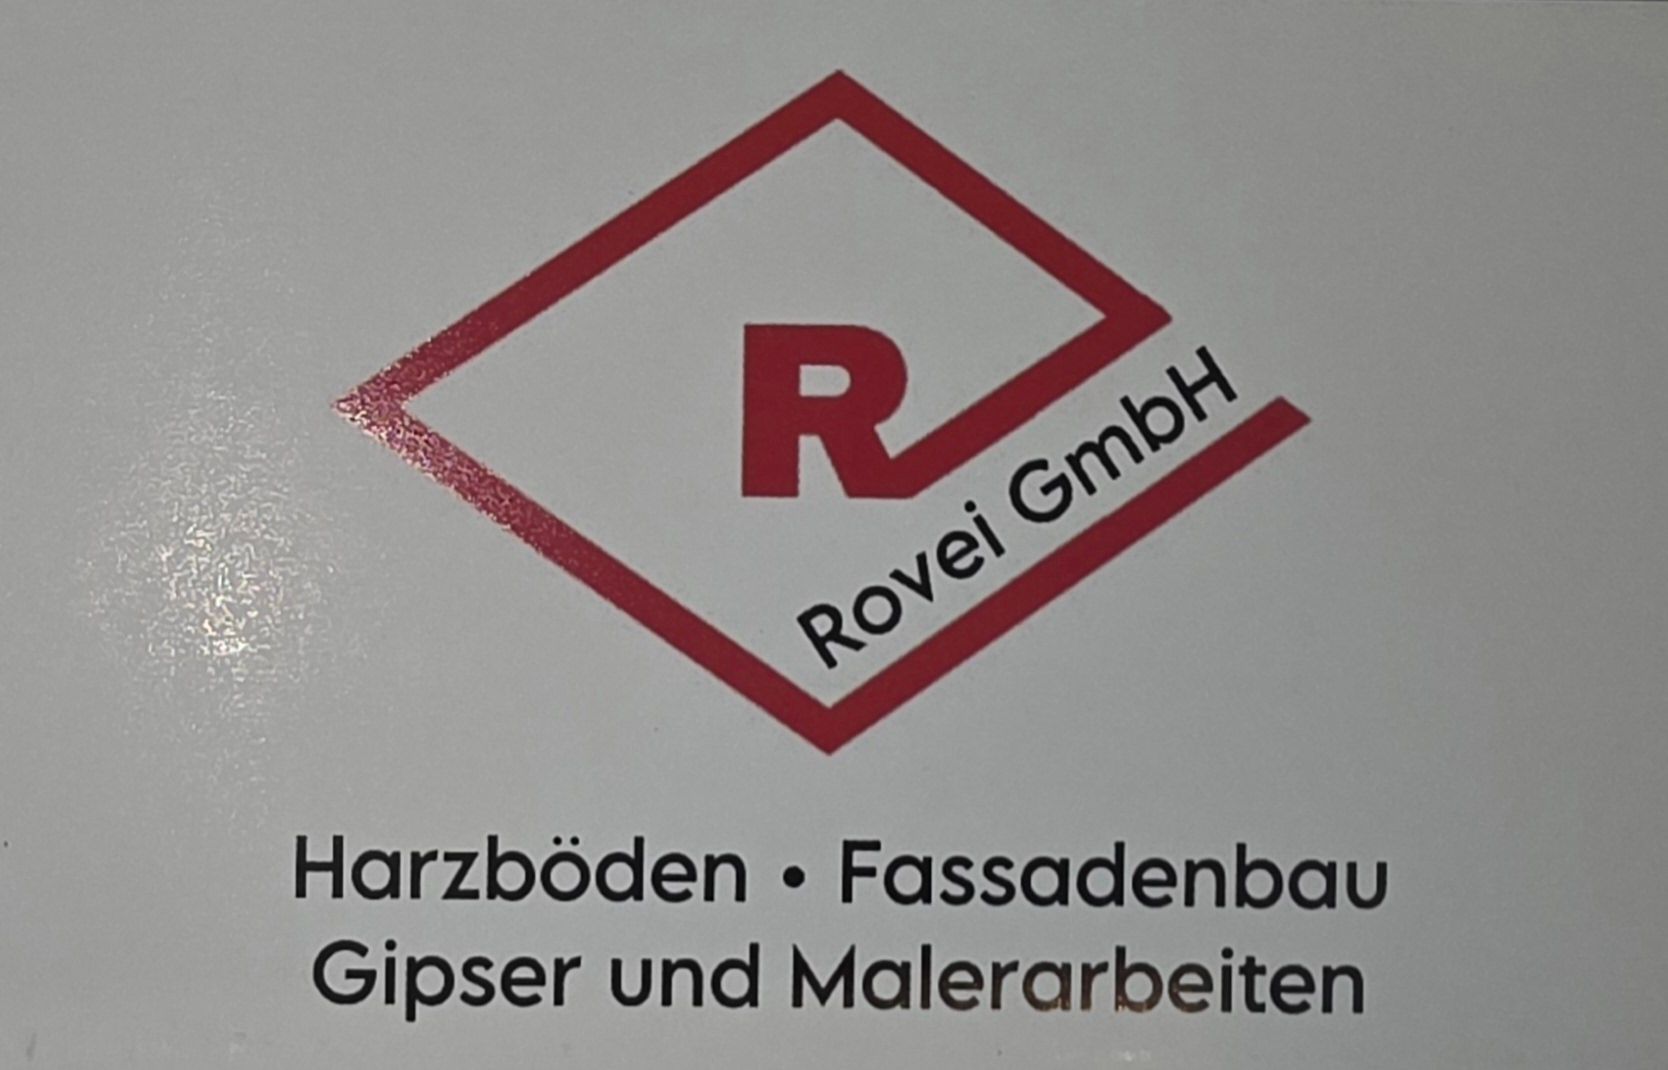 R
Rovei GmbH
Harzböden • Fassadenbau
Gipser und Malerarbeiten